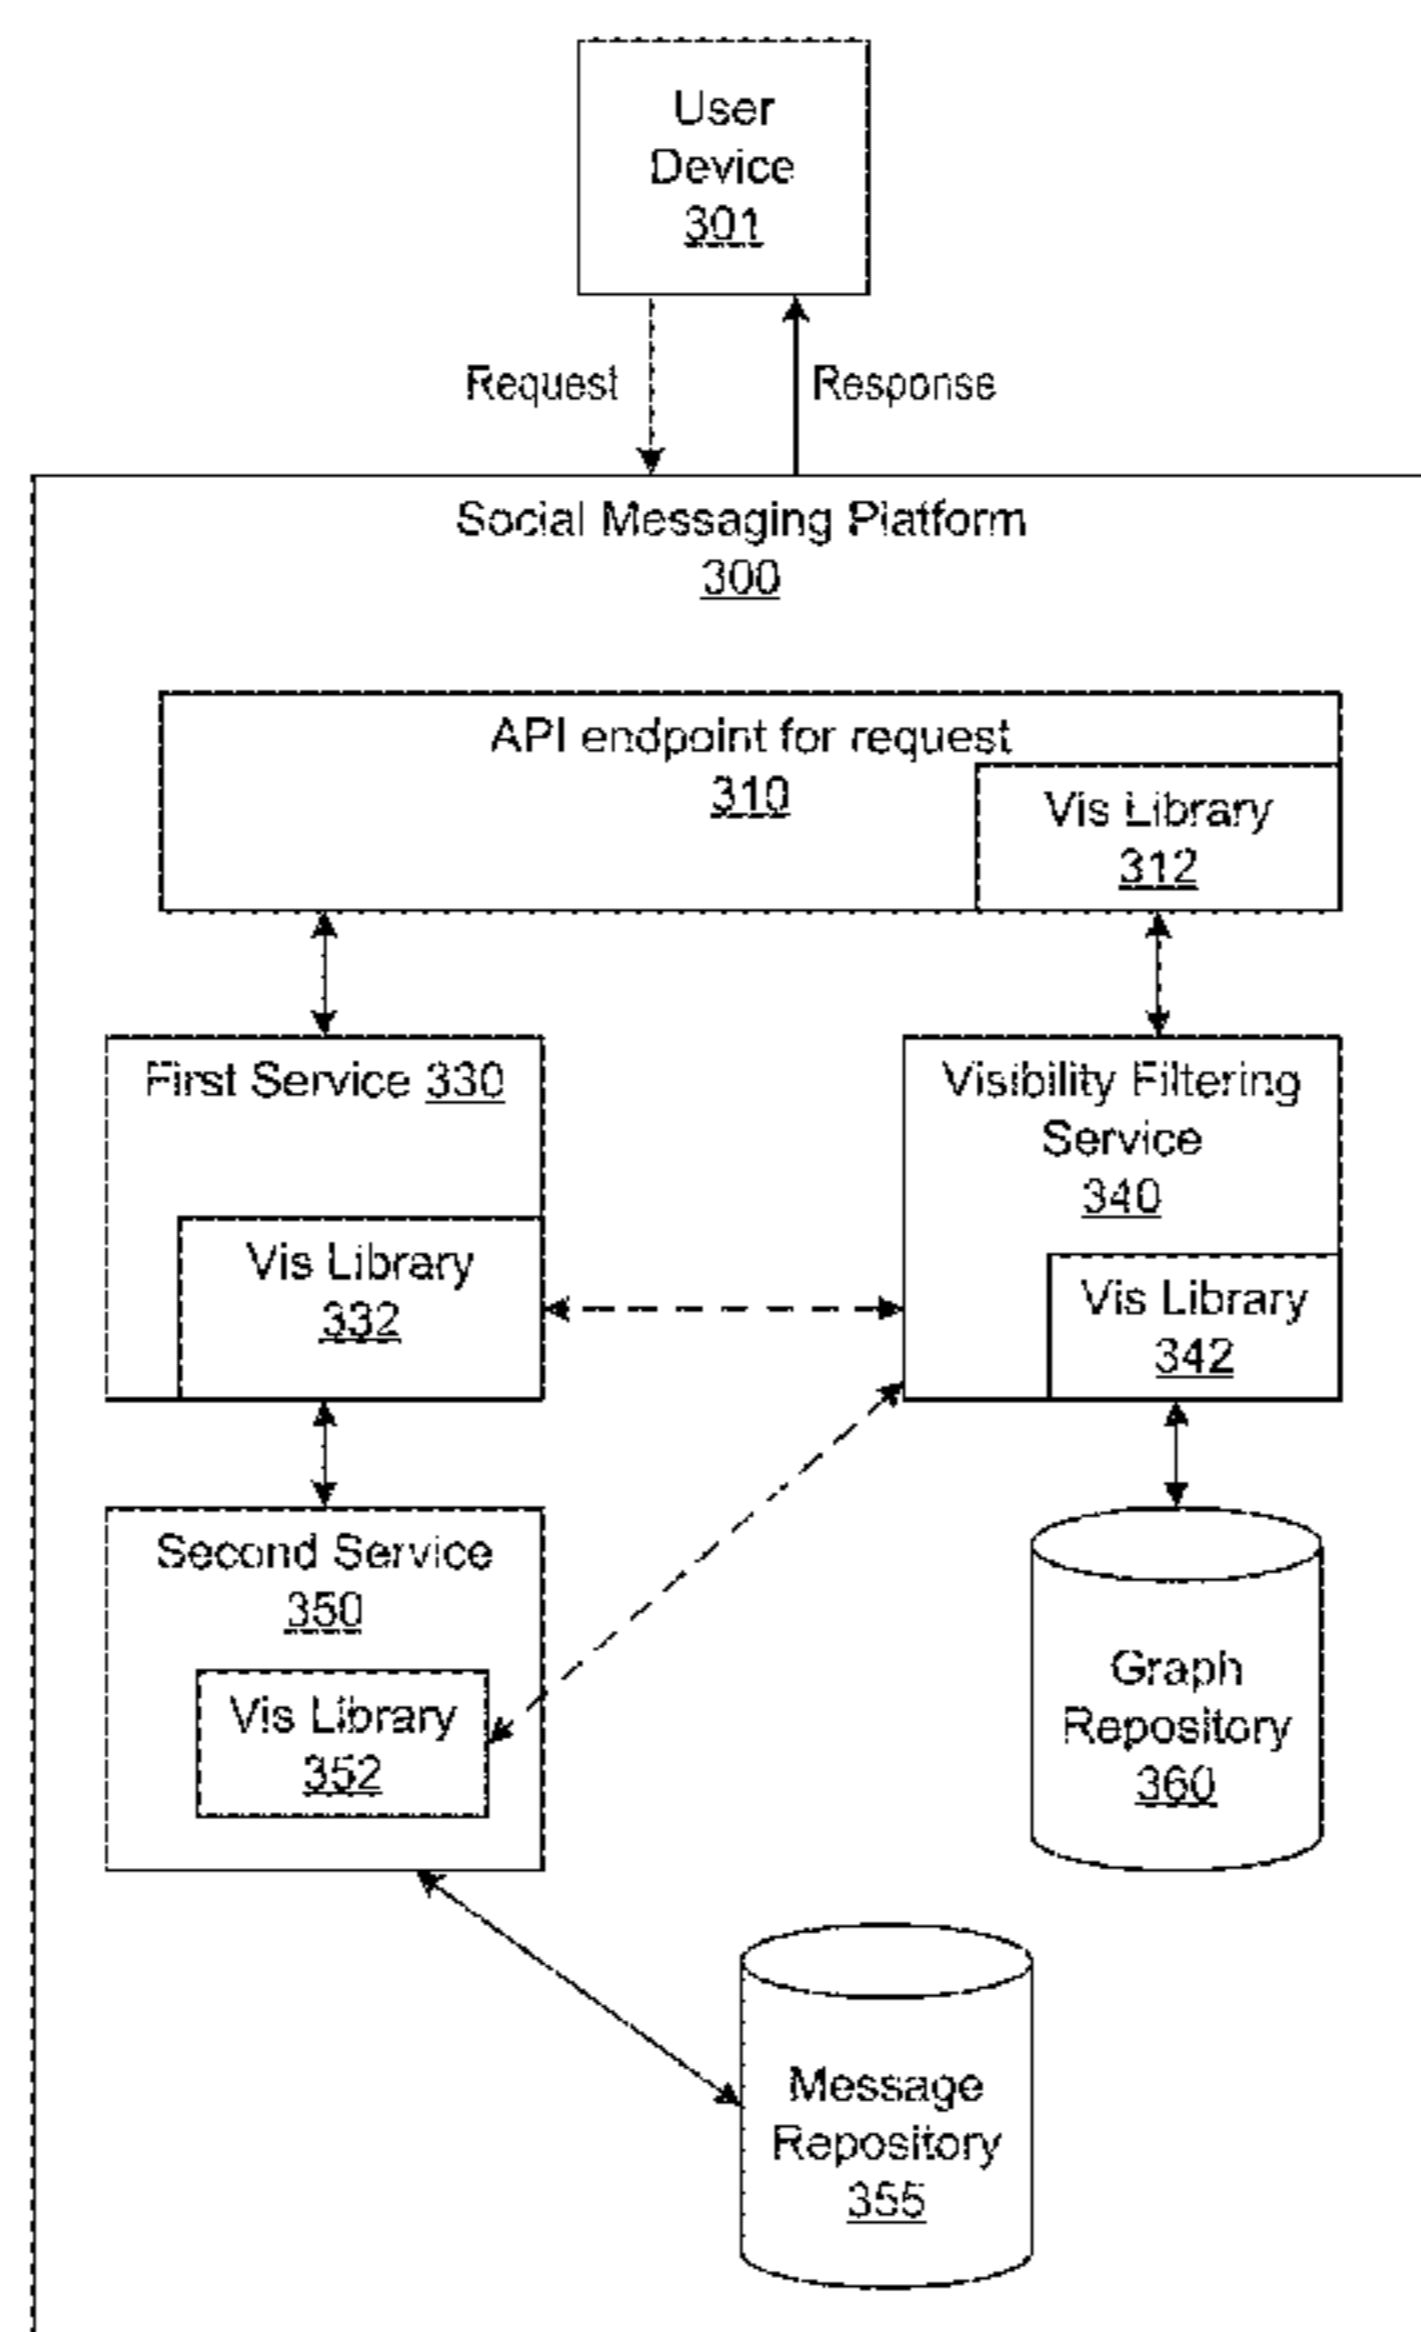 User
Device
301
Request
Response
Social Messaging Platform
300
API endpoint for request
310
Vis Library
312
First Service 330
Vis Library
332
Visibility Filtering
Service
340
Vis Library
342
Second Service
350
Vis Library
352
Graph
Repository
360
Message
Repository
355